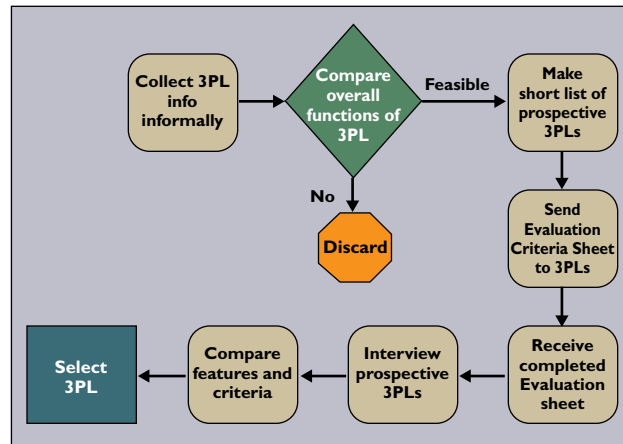 Collect 3PL
info
informally
Compare
overall
functions of
3PL
Feasible
Make
short list of
prospective
3PLs
No
Discard
Send
Evaluation
Criteria Sheet
to 3PLs
Receive
completed
Evaluation
sheet
Interview
prospective
3PLs
Compare
features and
criteria
Select
3PL